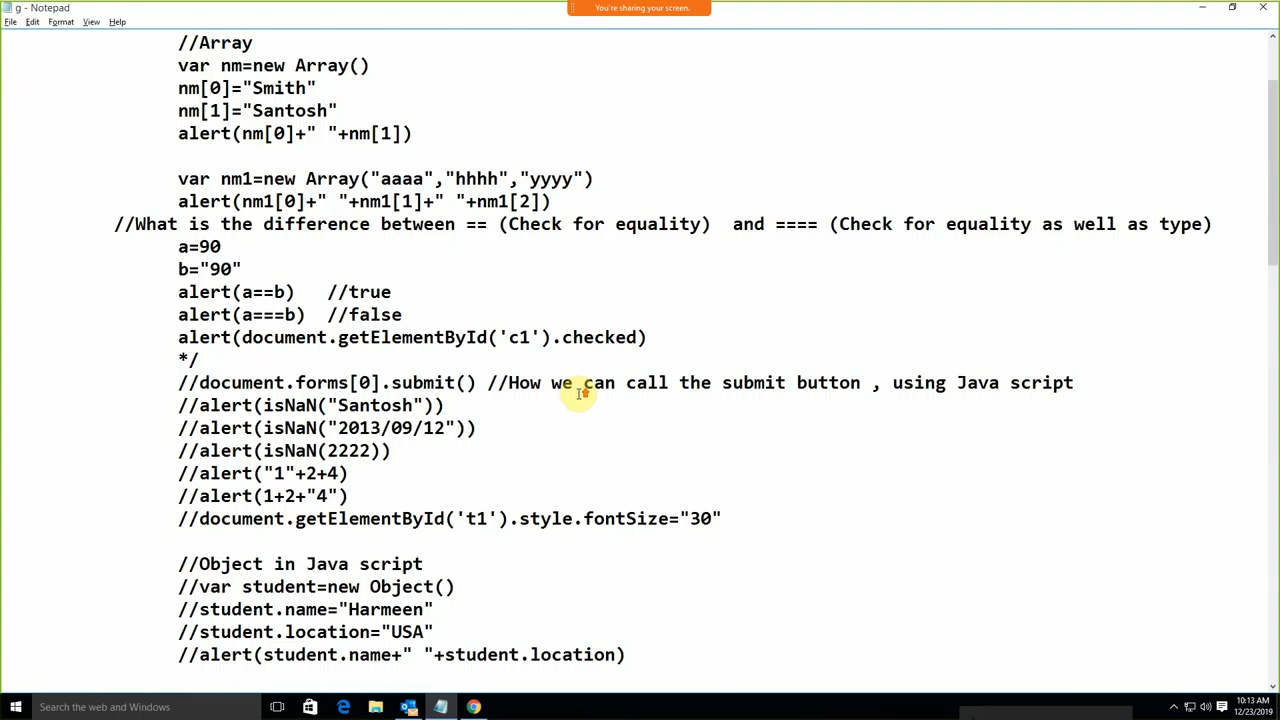 g - Notepad
You're sharing your screen.
File Edit Format View Help
//Array
var nm=new Array()
nm[0]="Smith"
nm[1]="Santosh"
alert(nm[0]+" "+nm[1])
var nm1=new Array("aaaa","hhhh","yyyy")
alert(nm1[0]+" "+nm1[1]+" "+nm1[2])
//What is the difference between == (Check for equality)  and ==== (Check for equality as well as type)
a=90
b="90"
alert(a==b)   //true
alert(a===b)  //false
alert(document.getElementById('c1').checked)
*/
//document.forms[0].submit() //How we can call the submit button , using Java script
//alert(isNaN("Santosh"))
//alert(isNaN("2013/09/12"))
//alert(isNaN(2222))
//alert("1"+2+4)
//alert(1+2+"4")
//document.getElementById('t1').style.fontSize="30"
//Object in Java script
//var student=new Object()
//student.name="Harmeen"
//student.location="USA"
//alert(student.name+" "+student.location)
Search the web and Windows
10:13 AM
12/23/2019